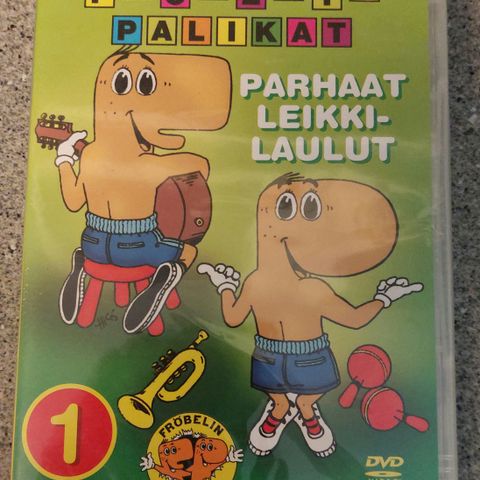 PALIKAT
PARHAAT
LEIKKI-
LAULUT
1
FRÖBELIN
DVD